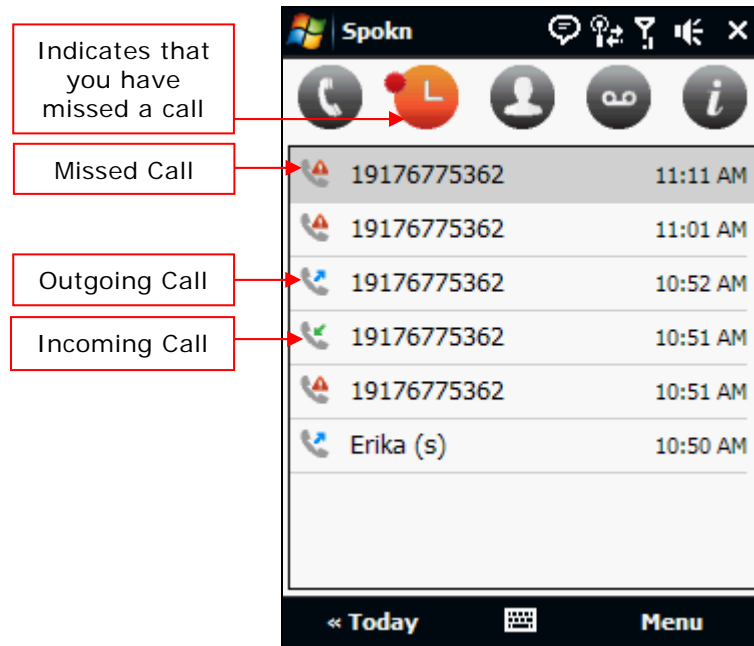 Spokn
Indicates that
you have
missed a call
Missed Call
19176775362 11:11 AM
19176775362 11:01 AM
Outgoing Call
19176775362 10:52 AM
Incoming Call
19176775362 10:51 AM
19176775362 10:51 AM
Erika (s) 10:50 AM
« Today Menu